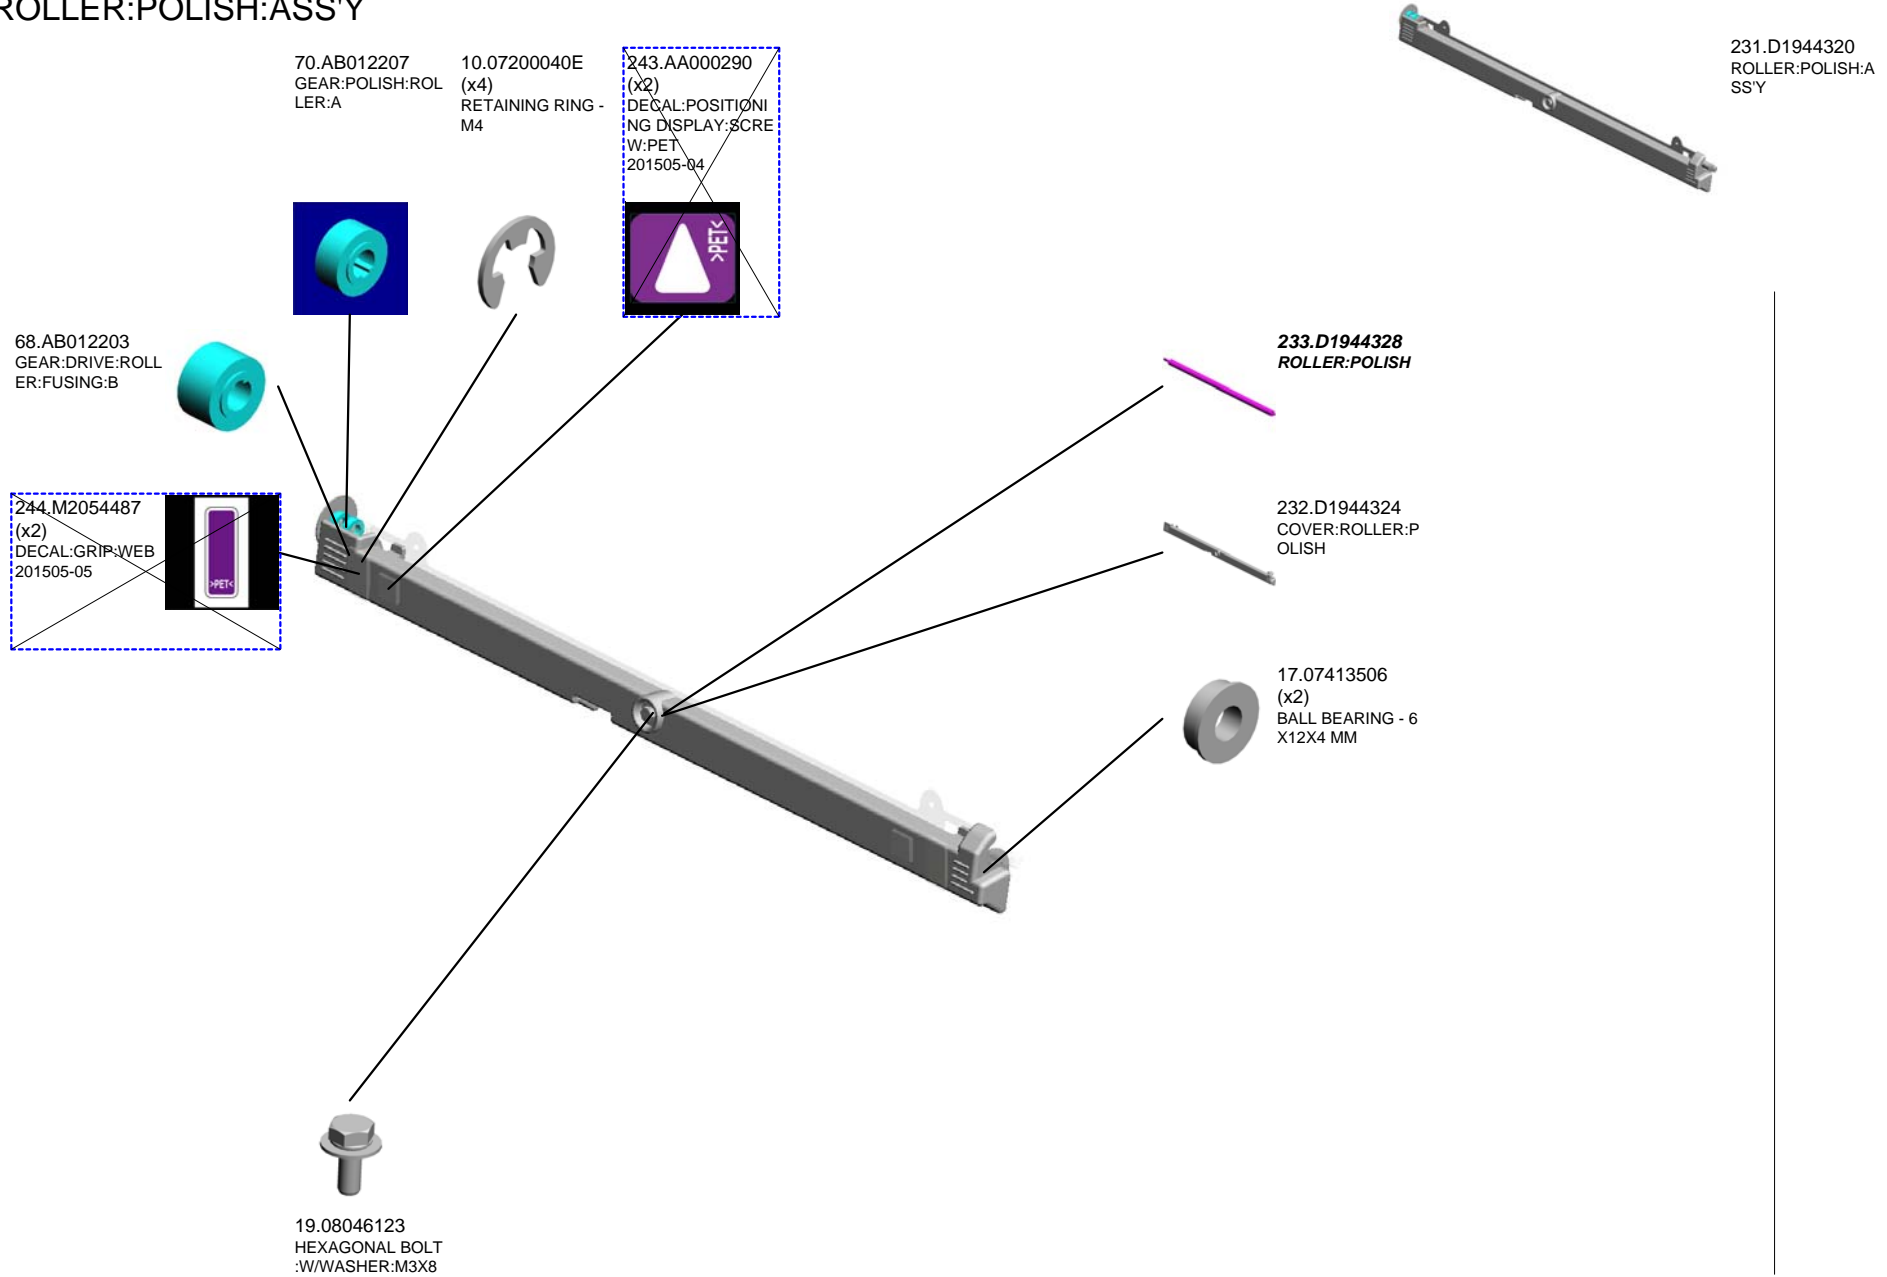 ROLLER:POLISH:ASS'Y
231.D1944320
ROLLER:POLISH:A
SS'Y
70.AB012207
GEAR:POLISH:ROL
LER:A
10.07200040E
(x4)
RETAINING RING -
M4
243.AA000290
(x2)
DECAL:POSITIONI
NG DISPLAY:SCRE
W:PET
201505-04
>PET<
68.AB012203
GEAR:DRIVE:ROLL
ER:FUSING:B
233.D1944328
ROLLER:POLISH
244.M2054487
(x2)
DECAL:GRIP:WEB
201505-05
>PET<
232.D1944324
COVER:ROLLER:P
OLISH
17.07413506
(x2)
BALL BEARING - 6
X12X4 MM
19.08046123
HEXAGONAL BOLT
:W/WASHER:M3X8